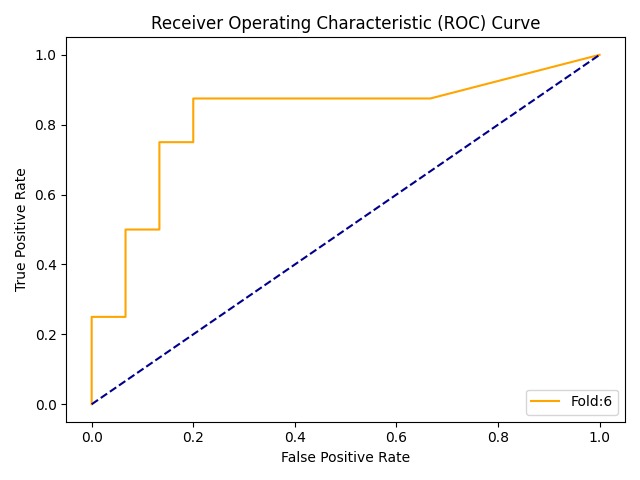 Receiver Operating Characteristic (ROC) Curve
1.0
0.8
0.6
0.4
0.2
0.0
True Positive Rate
0.0 0.2 0.4 0.6 0.8 1.0
False Positive Rate
Fold:6